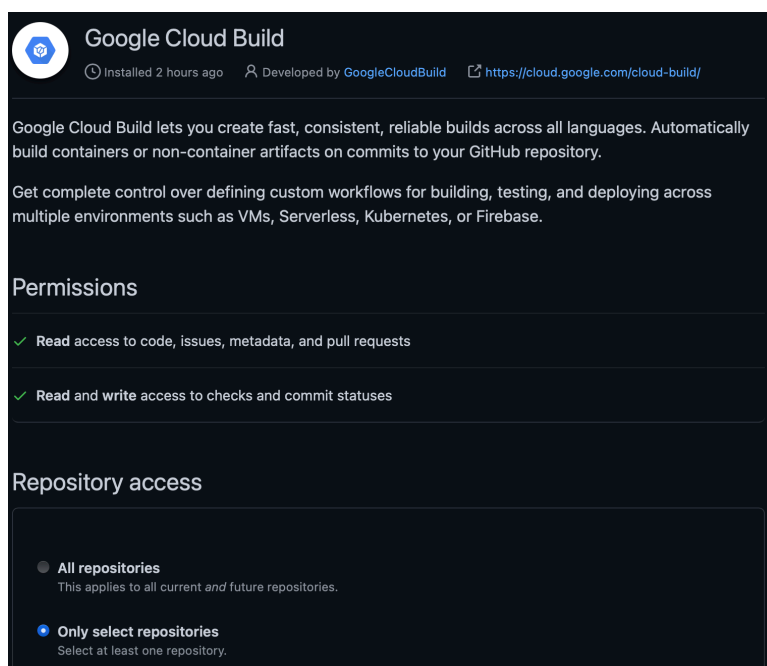 Google Cloud Build
Installed 2 hours ago Developed by GoogleCloudBuild https://cloud.google.com/cloud-build/
Google Cloud Build lets you create fast, consistent, reliable builds across all languages. Automatically
build containers or non-container artifacts on commits to your GitHub repository.
Get complete control over defining custom workflows for building, testing, and deploying across
multiple environments such as VMs, Serverless, Kubernetes, or Firebase.
Permissions
Read access to code, issues, metadata, and pull requests
Read and write access to checks and commit statuses
Repository access
All repositories
This applies to all current and future repositories.
Only select repositories
Select at least one repository.